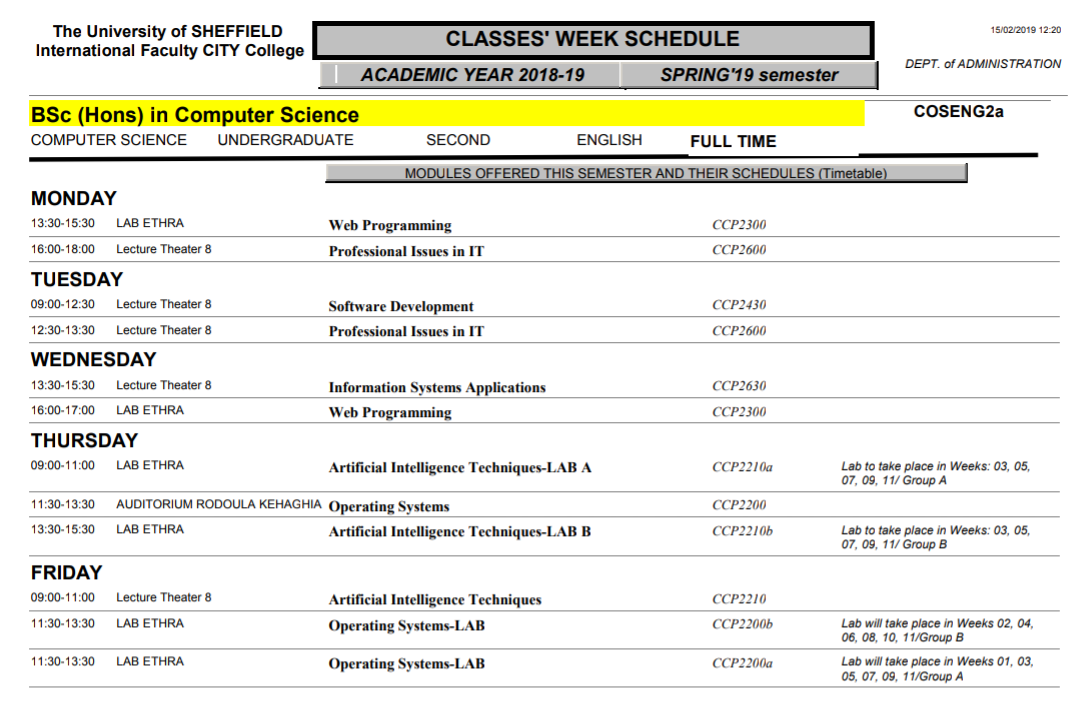 The University of SHEFFIELD
International Faculty CITY College
CLASSES' WEEK SCHEDULE
15/02/2019 12:20
ACADEMIC YEAR 2018-19 SPRING'19 semester
DEPT. of ADMINISTRATION
BSc (Hons) in Computer Science COSENG2a
COMPUTER SCIENCE UNDERGRADUATE SECOND ENGLISH FULL TIME
MODULES OFFERED THIS SEMESTER AND THEIR SCHEDULES (Timetable)
MONDAY
13:30-15:30 LAB ETHRA Web Programming CCP2300
16:00-18:00 Lecture Theater 8 Professional Issues in IT CCP2600
TUESDAY
09:00-12:30 Lecture Theater 8 Software Development CCP2430
12:30-13:30 Lecture Theater 8 Professional Issues in IT CCP2600
WEDNESDAY
13:30-15:30 Lecture Theater 8 Information Systems Applications CCP2630
16:00-17:00 LAB ETHRA Web Programming CCP2300
THURSDAY
09:00-11:00 LAB ETHRA Artificial Intelligence Techniques-LAB A CCP2210a Lab to take place in Weeks: 03, 05,
07, 09, 11/ Group A
11:30-13:30 AUDITORIUM RODOULA KEHAGHIA Operating Systems CCP2200
13:30-15:30 LAB ETHRA Artificial Intelligence Techniques-LAB B CCP2210b Lab to take place in Weeks: 03, 05,
07, 09, 11/ Group B
FRIDAY
09:00-11:00 Lecture Theater 8 Artificial Intelligence Techniques CCP2210
11:30-13:30 LAB ETHRA Operating Systems-LAB CCP2200b Lab will take place in Weeks 02, 04,
06, 08, 10, 11/Group B
11:30-13:30 LAB ETHRA Operating Systems-LAB CCP2200a Lab will take place in Weeks 01, 03,
05, 07, 09, 11/Group A